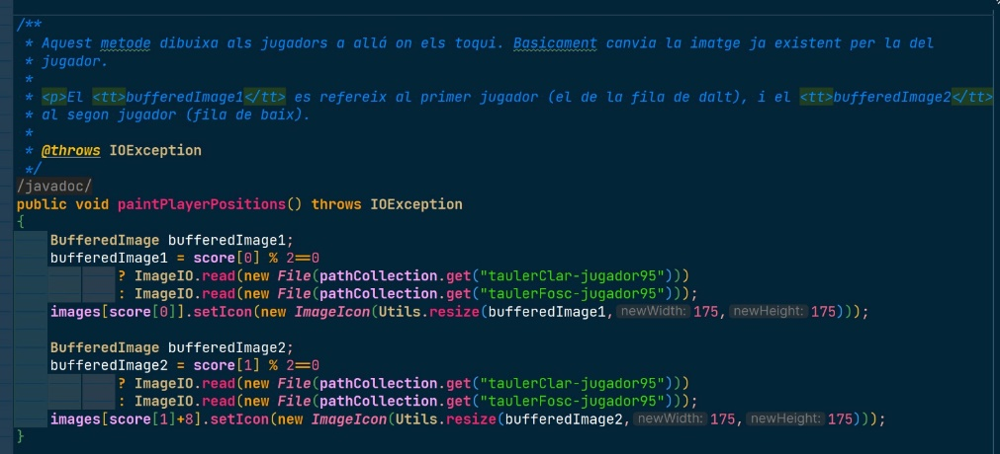 /**
* Aquest metode dibuixa als jugadors a allá on els toqui. Basicament canvia la imatge ja existent per la del
* jugador.
*
* <p>El <tt>bufferedImage1</tt> es refereix al primer jugador (el de la fila de dalt), i el <tt>bufferedImage2</tt>
* al segon jugador (fila de baix).
*
* @throws IOException
*/
/javadoc/
public void paintPlayerPositions() throws IOException
{
BufferedImage bufferedImage1;
bufferedImage1 = score[0] % 2==0
? ImageIO.read(new File(pathCollection.get("taulerClar-jugador95")))
: ImageIO.read(new File(pathCollection.get("taulerFosc-jugador95")));
images[score[0]].setIcon(new ImageIcon(Utils.resize(bufferedImage1, newWidth: 175, newHeight: 175)));
BufferedImage bufferedImage2;
bufferedImage2 = score[1] % 2==0
? ImageIO.read(new File(pathCollection.get("taulerClar-jugador95")))
: ImageIO.read(new File(pathCollection.get("taulerFosc-jugador95")));
images[score[1]+8].setIcon(new ImageIcon(Utils.resize(bufferedImage2, newWidth: 175, newHeight: 175)));
}